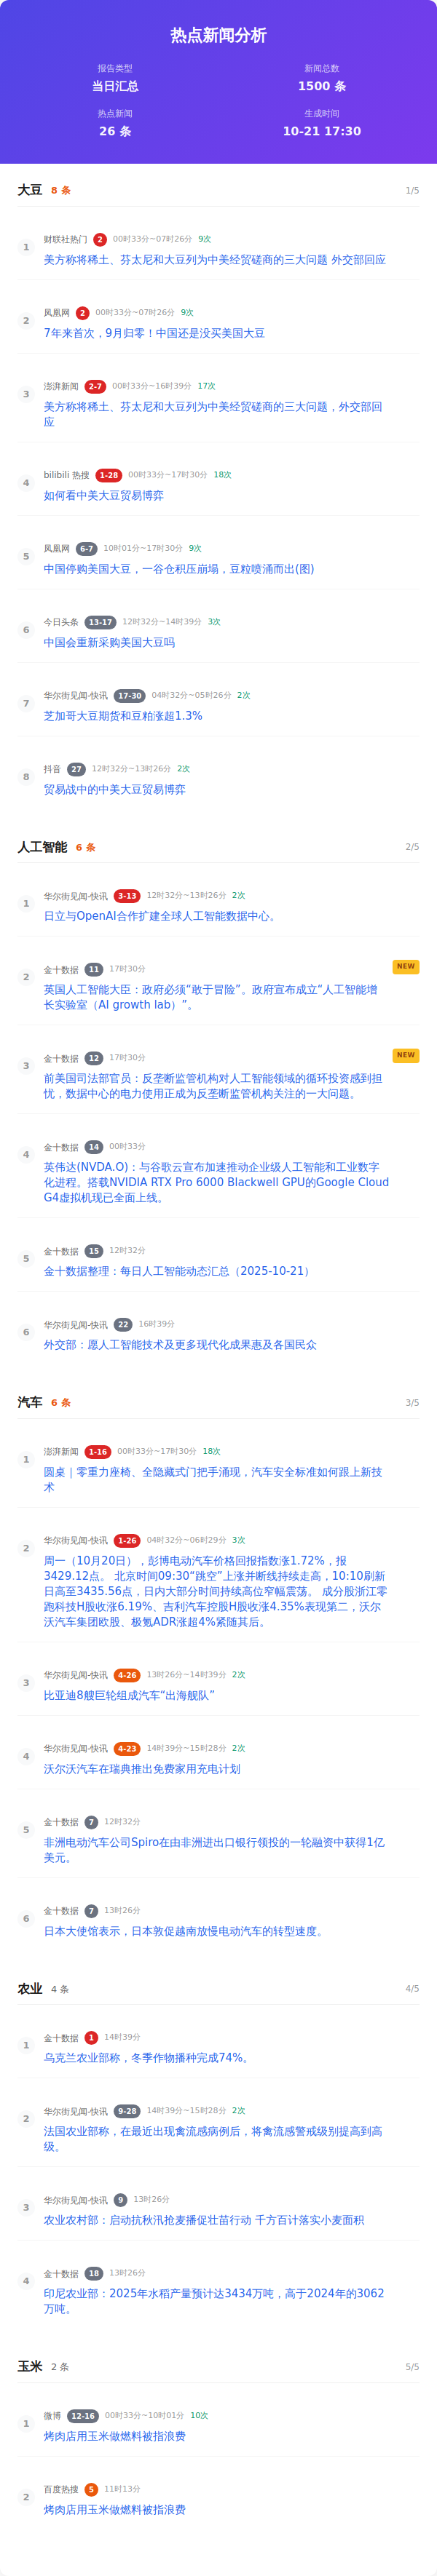 热点新闻分析
报告类型
当日汇总
新闻总数
1500 条
热点新闻
26 条
生成时间
10-21 17:30
大豆 8 条 1/5
1
财联社热门 2 00时33分~07时26分 9次
美方称将稀土、芬太尼和大豆列为中美经贸磋商的三大问题 外交部回应
2
凤凰网 2 00时33分~07时26分 9次
7年来首次，9月归零！中国还是没买美国大豆
3
澎湃新闻 2-7 00时33分~16时39分 17次
美方称将稀土、芬太尼和大豆列为中美经贸磋商的三大问题，外交部回
应
4
bilibili 热搜 1-28 00时33分~17时30分 18次
如何看中美大豆贸易博弈
5
凤凰网 6-7 10时01分~17时30分 9次
中国停购美国大豆，一谷仓积压崩塌，豆粒喷涌而出(图)
6
今日头条 13-17 12时32分~14时39分 3次
中国会重新采购美国大豆吗
7
华尔街见闻-快讯 17-30 04时32分~05时26分 2次
芝加哥大豆期货和豆粕涨超1.3%
8
抖音 27 12时32分~13时26分 2次
贸易战中的中美大豆贸易博弈
人工智能 6 条 2/5
1
华尔街见闻-快讯 3-13 12时32分~13时26分 2次
日立与OpenAI合作扩建全球人工智能数据中心。
2
金十数据 11 17时30分 NEW
英国人工智能大臣：政府必须“敢于冒险”。政府宣布成立“人工智能增
长实验室（AI growth lab）”。
3
金十数据 12 17时30分 NEW
前美国司法部官员：反垄断监管机构对人工智能领域的循环投资感到担
忧，数据中心的电力使用正成为反垄断监管机构关注的一大问题。
4
金十数据 14 00时33分
英伟达(NVDA.O)：与谷歌云宣布加速推动企业级人工智能和工业数字
化进程。搭载NVIDIA RTX Pro 6000 Blackwell GPU的Google Cloud
G4虚拟机现已全面上线。
5
金十数据 15 12时32分
金十数据整理：每日人工智能动态汇总（2025-10-21）
6
华尔街见闻-快讯 22 16时39分
外交部：愿人工智能技术及更多现代化成果惠及各国民众
汽车 6 条 3/5
1
澎湃新闻 1-16 00时33分~17时30分 18次
圆桌｜零重力座椅、全隐藏式门把手涌现，汽车安全标准如何跟上新技
术
2
华尔街见闻-快讯 1-26 04时32分~06时29分 3次
周一（10月20日），彭博电动汽车价格回报指数涨1.72%，报
3429.12点。 北京时间09:30“跳空”上涨并断线持续走高，10:10刷新
日高至3435.56点，日内大部分时间持续高位窄幅震荡。 成分股浙江零
跑科技H股收涨6.19%、吉利汽车控股H股收涨4.35%表现第二，沃尔
沃汽车集团欧股、极氪ADR涨超4%紧随其后。
3
华尔街见闻-快讯 4-26 13时26分~14时39分 2次
比亚迪8艘巨轮组成汽车“出海舰队”
4
华尔街见闻-快讯 4-23 14时39分~15时28分 2次
沃尔沃汽车在瑞典推出免费家用充电计划
5
金十数据 7 12时32分
非洲电动汽车公司Spiro在由非洲进出口银行领投的一轮融资中获得1亿
美元。
6
金十数据 7 13时26分
日本大使馆表示，日本敦促越南放慢电动汽车的转型速度。
农业 4 条 4/5
1
金十数据 1 14时39分
乌克兰农业部称，冬季作物播种完成74%。
2
华尔街见闻-快讯 9-28 14时39分~15时28分 2次
法国农业部称，在最近出现禽流感病例后，将禽流感警戒级别提高到高
级。
3
华尔街见闻-快讯 9 13时26分
农业农村部：启动抗秋汛抢麦播促壮苗行动 千方百计落实小麦面积
4
金十数据 18 13时26分
印尼农业部：2025年水稻产量预计达3434万吨，高于2024年的3062
万吨。
玉米 2 条 5/5
1
微博 12-16 00时33分~10时01分 10次
烤肉店用玉米做燃料被指浪费
2
百度热搜 5 11时13分
烤肉店用玉米做燃料被指浪费